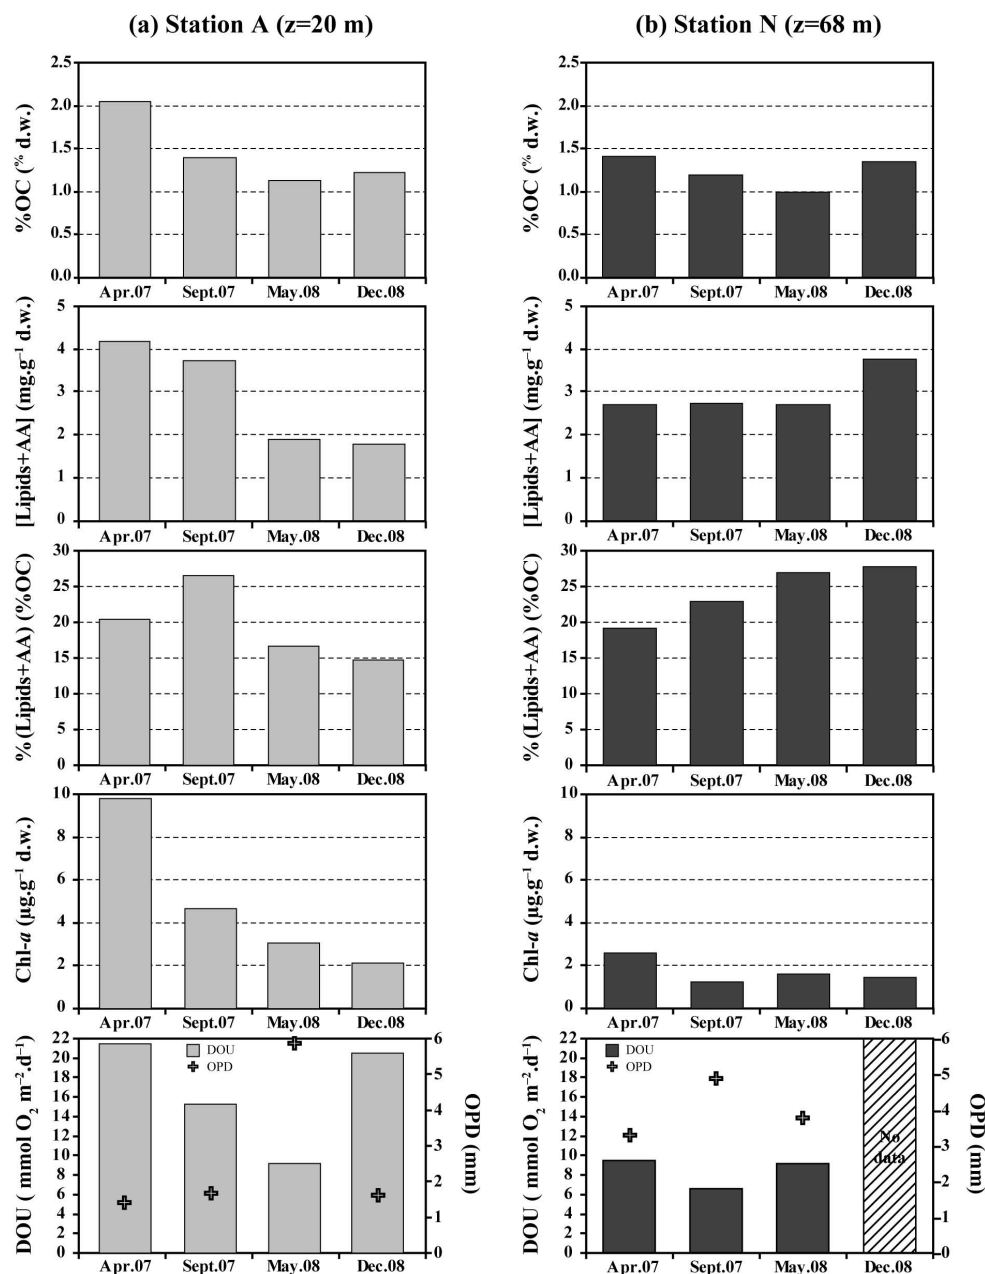 (a) Station A (z=20 m)
(b) Station N (z=68 m)
%OC (% d.w.)
2.5
2.0
1.5
1.0
0.5
0.0
Apr.07 Sept.07 May.08 Dec.08
%OC (% d.w.)
2.5
2.0
1.5
1.0
0.5
0.0
Apr.07 Sept.07 May.08 Dec.08
[Lipids+AA] (mg.g⁻¹ d.w.)
5
4
3
2
1
0
Apr.07 Sept.07 May.08 Dec.08
[Lipids+AA] (mg.g⁻¹ d.w.)
5
4
3
2
1
0
Apr.07 Sept.07 May.08 Dec.08
%(Lipids+AA) (%OC)
30
25
20
15
10
5
0
Apr.07 Sept.07 May.08 Dec.08
%(Lipids+AA) (%OC)
30
25
20
15
10
5
0
Apr.07 Sept.07 May.08 Dec.08
Chl-a (µg.g⁻¹ d.w.)
10
8
6
4
2
0
Apr.07 Sept.07 May.08 Dec.08
Chl-a (µg.g⁻¹ d.w.)
10
8
6
4
2
0
Apr.07 Sept.07 May.08 Dec.08
DOU ( mmol O₂ m⁻².d⁻¹)
22
20
18
16
14
12
10
8
6
4
2
0
DOU
OPD
6
5
4
3
2
1
0
OPD (mm)
Apr.07 Sept.07 May.08 Dec.08
DOU ( mmol O₂ m⁻².d⁻¹)
22
20
18
16
14
12
10
8
6
4
2
0
DOU
OPD
No
data
6
5
4
3
2
1
0
OPD (mm)
Apr.07 Sept.07 May.08 Dec.08